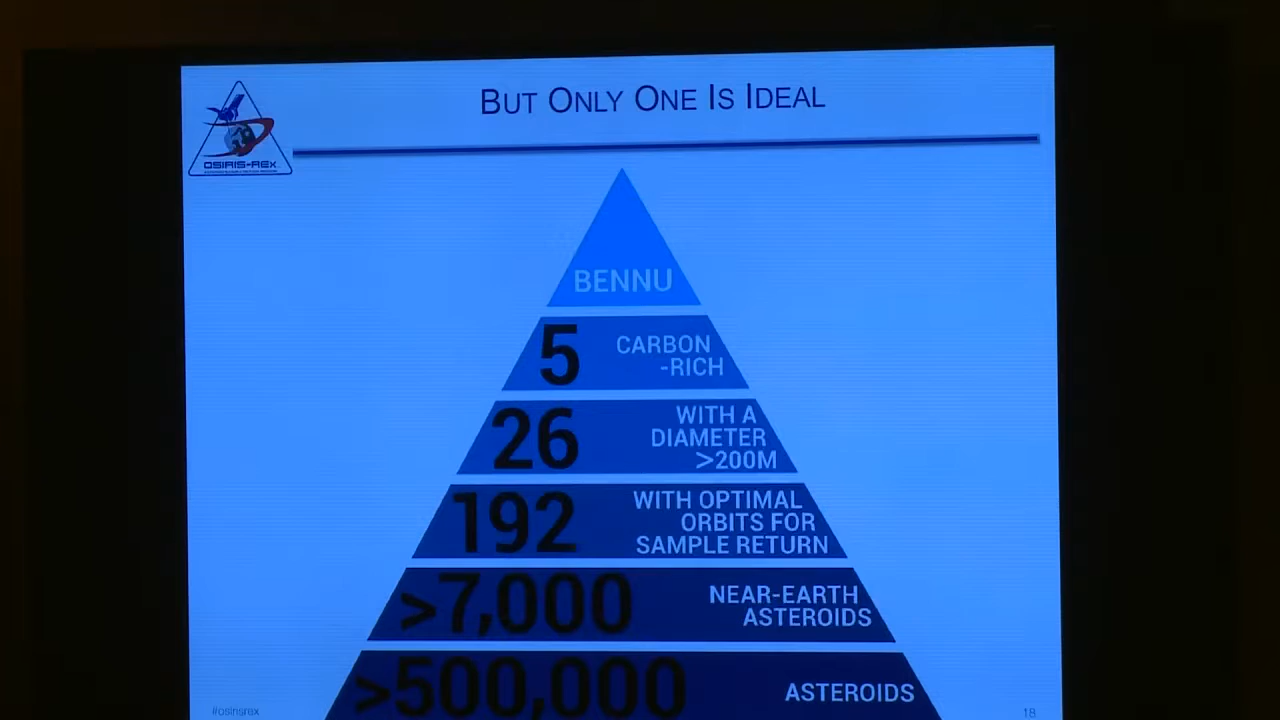 BUT ONLY ONE IS IDEAL
OSIRIS-REx
BENNU
5 CARBON
-RICH
26 WITH A
DIAMETER
>200M
192 WITH OPTIMAL
ORBITS FOR
SAMPLE RETURN
>7,000 NEAR-EARTH
ASTEROIDS
>500,000 ASTEROIDS
#osirisrex
18